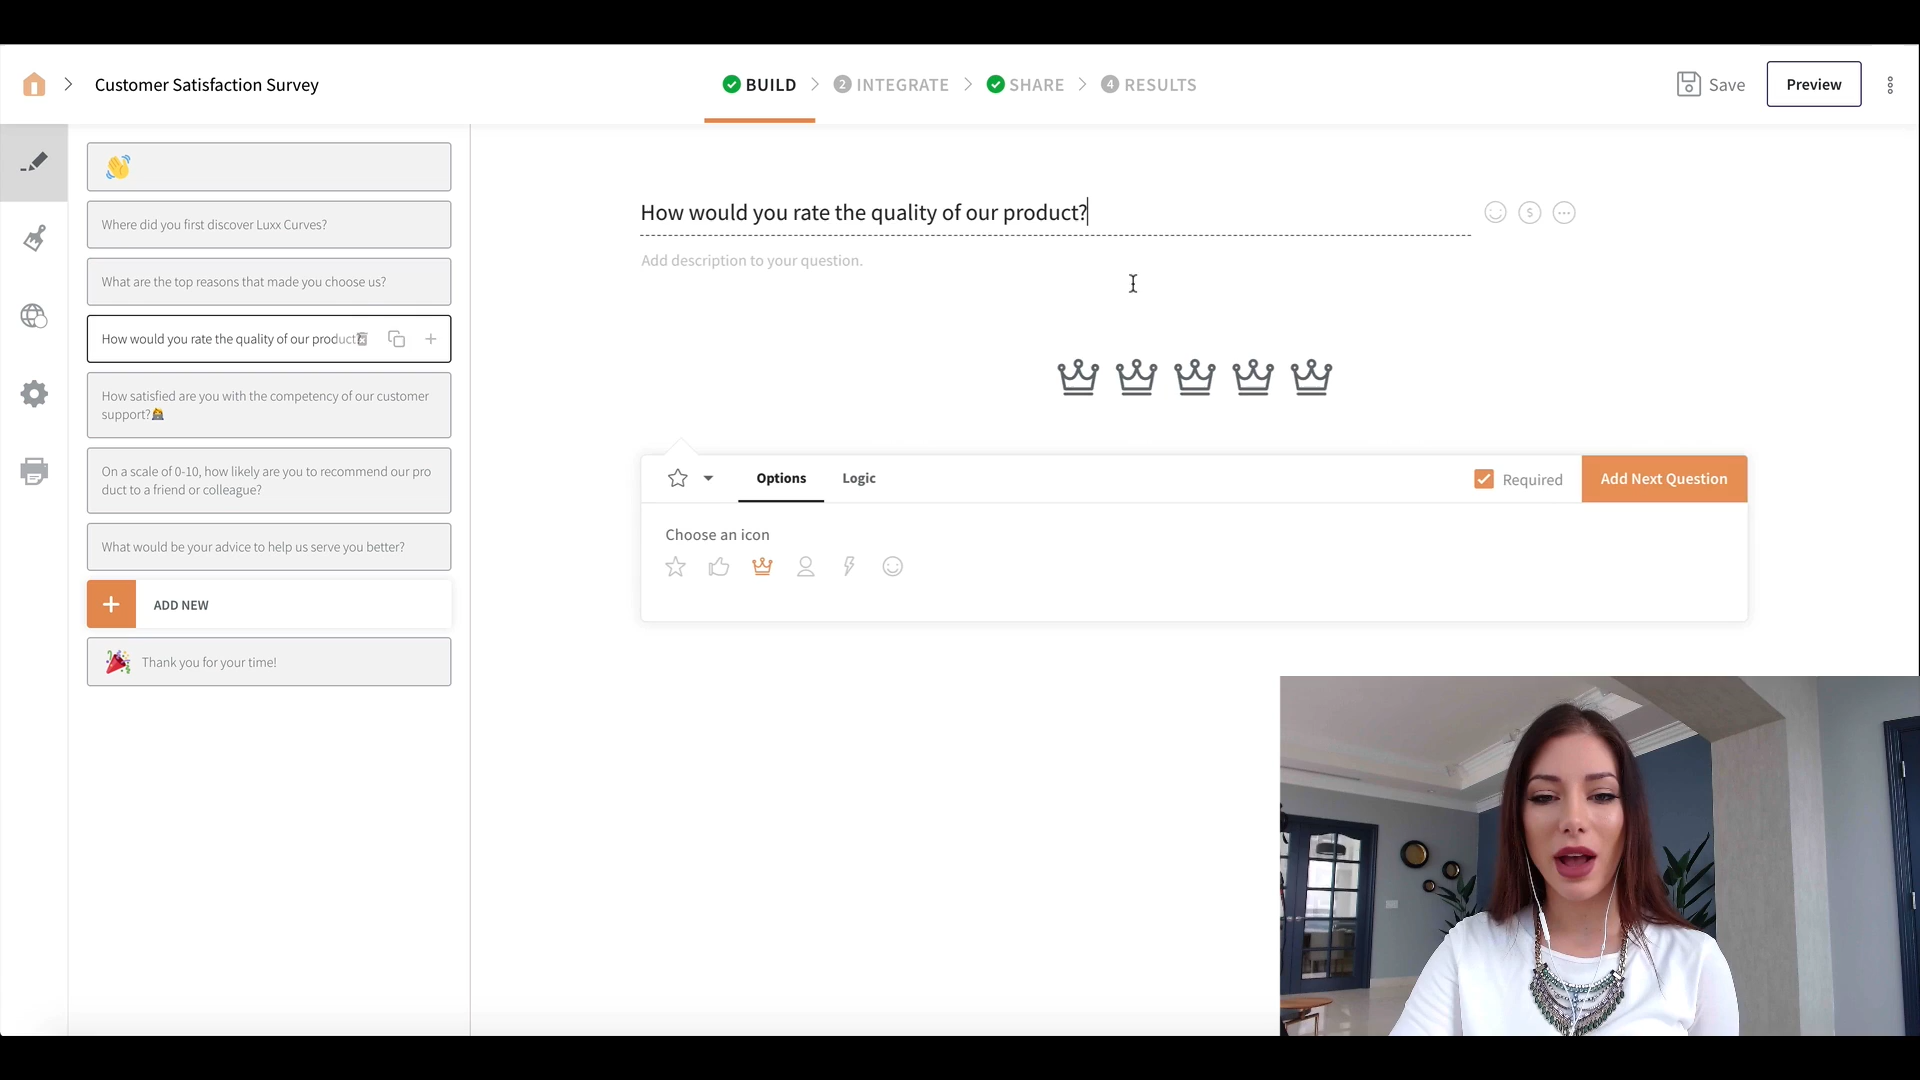 Customer Satisfaction Survey
BUILD
2 INTEGRATE
SHARE
4 RESULTS
Save
Preview
Where did you first discover Luxx Curves?
What are the top reasons that made you choose us?
How would you rate the quality of our product?
How satisfied are you with the competency of our customer
support?
On a scale of 0-10, how likely are you to recommend our pro
duct to a friend or colleague?
What would be your advice to help us serve you better?
+ ADD NEW
Thank you for your time!
How would you rate the quality of our product?
$
Add description to your question.
Options
Logic
Required
Add Next Question
Choose an icon